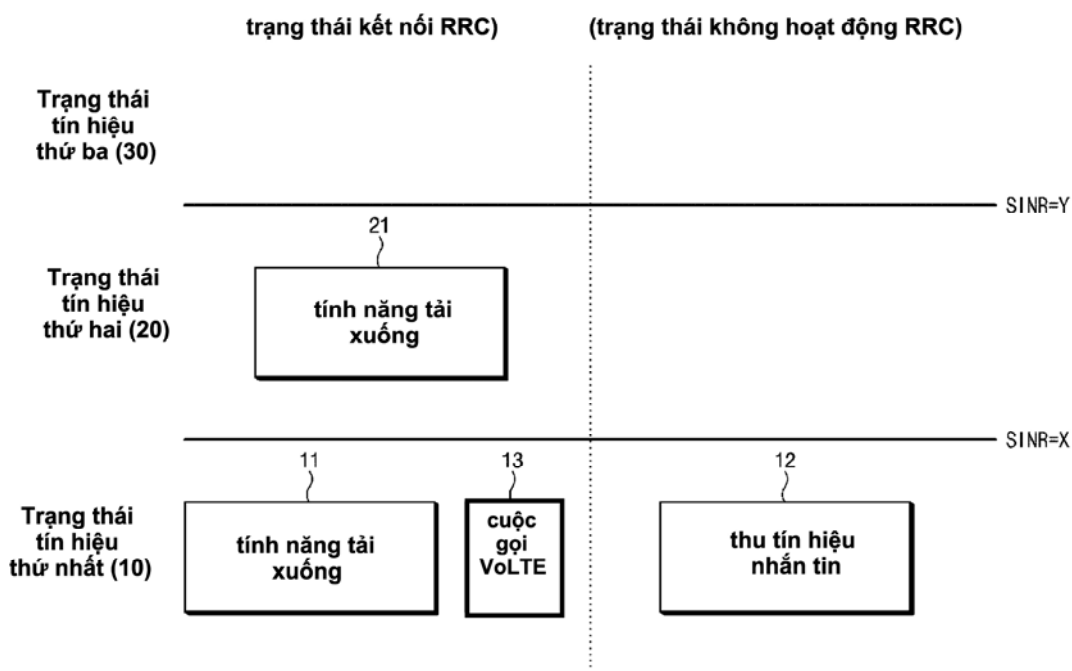 trạng thái kết nối RRC)
(trạng thái không hoạt động RRC)
Trạng thái
tín hiệu
thứ ba (30)
SINR=Y
21
Trạng thái
tín hiệu
thứ hai (20)
tính năng tải
xuống
SINR=X
11
13
12
Trạng thái
tín hiệu
thứ nhất (10)
tính năng tải
xuống
cuộc
gọi
VoLTE
thu tín hiệu
nhắn tin